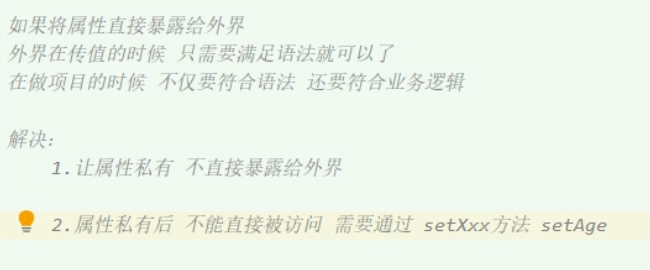 如果将属性直接暴露给外界
外界在传值的时候 只需要满足语法就可以了
在做项目的时候 不仅要符合语法 还要符合业务逻辑
解决：
1.让属性私有 不直接暴露给外界
2.属性私有后 不能直接被访问 需要通过 setXxx方法 setAge